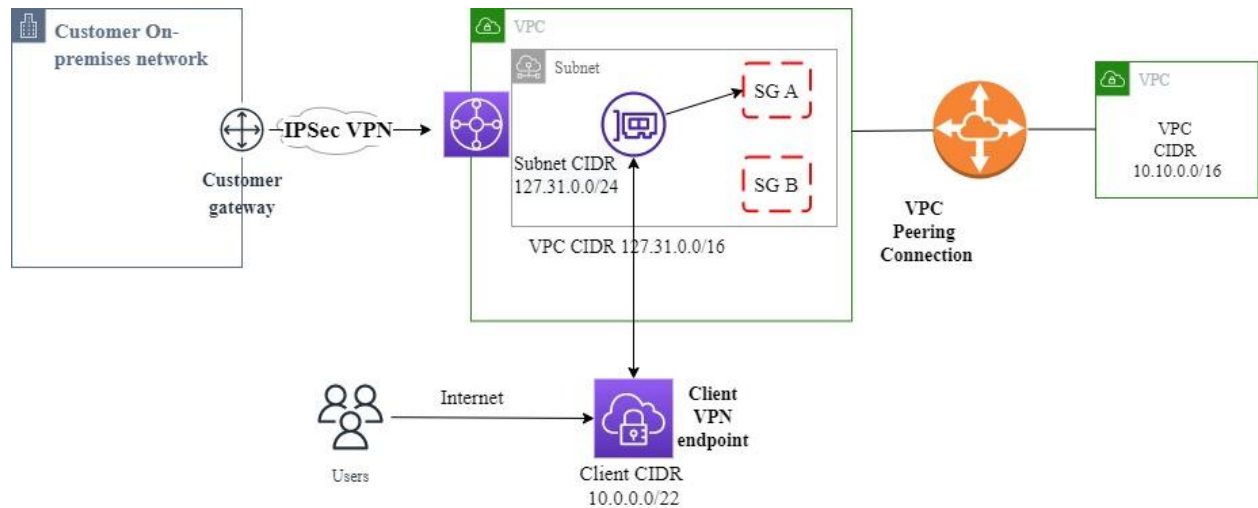 Customer On-
premises network
IPSec VPN
Customer
gateway
VPC
Subnet
SG A
Subnet CIDR
127.31.0.0/24
SG B
VPC CIDR 127.31.0.0/16
VPC
Peering
Connection
VPC
VPC
CIDR
10.10.0.0/16
Users
Internet
Client
VPN
endpoint
Client CIDR
10.0.0.0/22